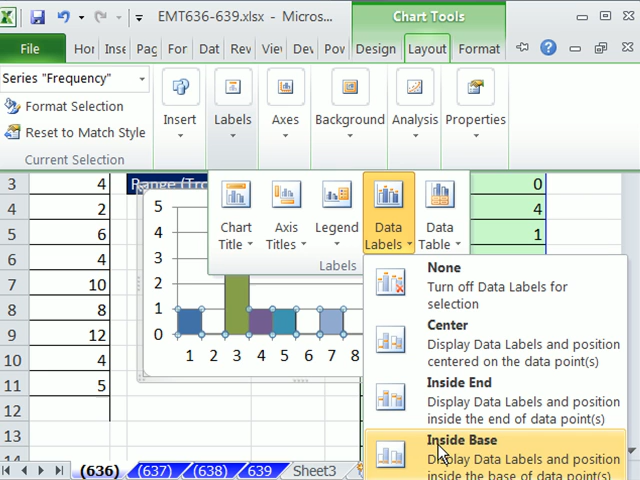 EMT636-639.xlsx - Micros...
Chart Tools
File
Hor
Inse
Pag
For
Dat
Rev
Viev
Dev
Pow
Design
Layout
Format
Series "Frequency"
Format Selection
Reset to Match Style
Current Selection
Insert
Labels
Axes
Background
Analysis
Properties
Chart Title
Axis Titles
Legend
Data Labels
Data Table
Labels
None
Turn off Data Labels for
selection
Center
Display Data Labels and position
centered on the data point(s)
Inside End
Display Data Labels and position
inside the end of data point(s)
Inside Base
Display Data Labels and position
inside the base of data point(s)
3 4 0
4 2 4
5 6 1
6 4
7 10
8 8
9 12
10 4
11 5
12
13
14
5
4
3
2
1
0
1 2 3 4 5 6 7 8
(636) (637) (638) 639 Sheet3